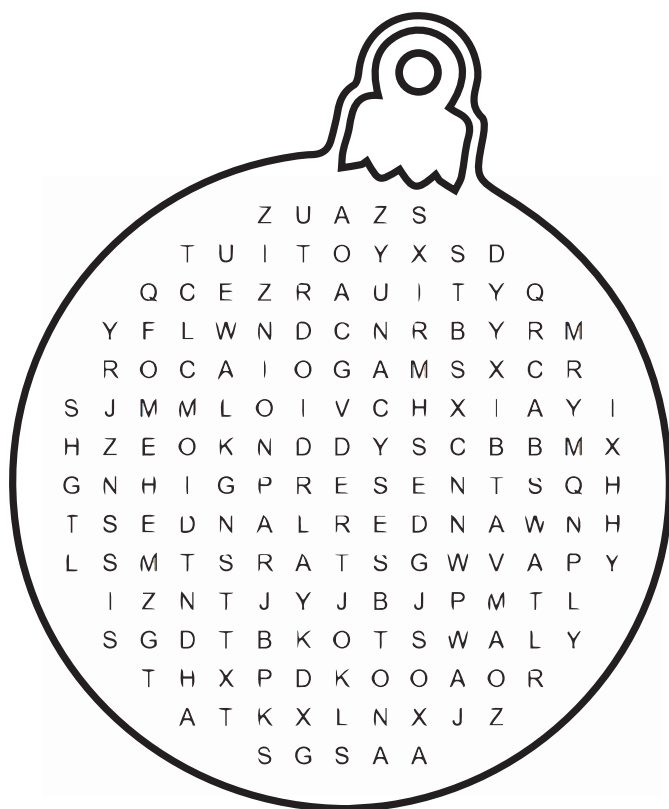 Z U A Z S
T U I T O Y X S D
Q C E Z R A U I T Y Q
Y F L W N D C N R B Y R M
R O C A I O G A M S X C R
S J M M L O I V C H X I A Y I
H Z E O K N D D Y S C B B M X
G N H I G P R E S E N T S Q H
T S E D N A L R E D N A W N H
L S M T S R A T S G W V A P Y
I Z N T J Y J B J P M T L
S G D T B K O T S W A L Y
T H X P D K O O A O R
A T K X L N X J Z
S G S A A